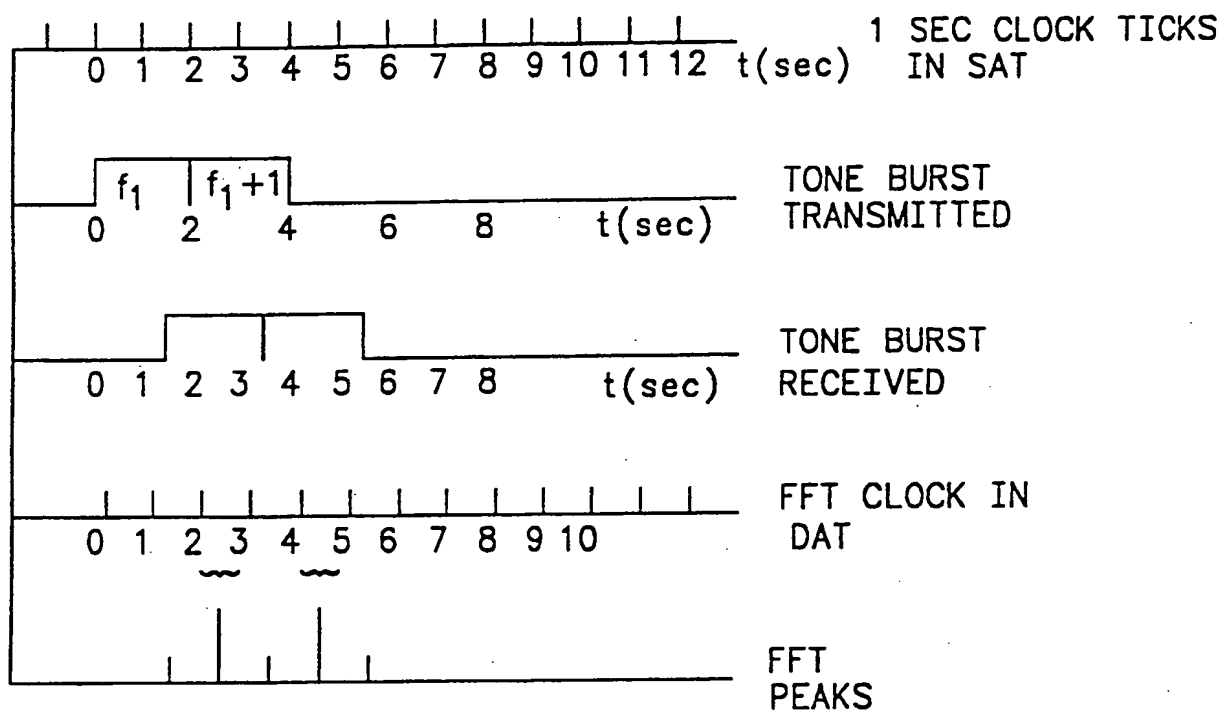 1 SEC CLOCK TICKS
0 1 2 3 4 5 6 7 8 9 10 11 12 t(sec) IN SAT
f1 f1+1
TONE BURST
TRANSMITTED
0 2 4 6 8 t(sec)
TONE BURST
RECEIVED
0 1 2 3 4 5 6 7 8 t(sec)
FFT CLOCK IN
DAT
0 1 2 3 4 5 6 7 8 9 10
FFT
PEAKS